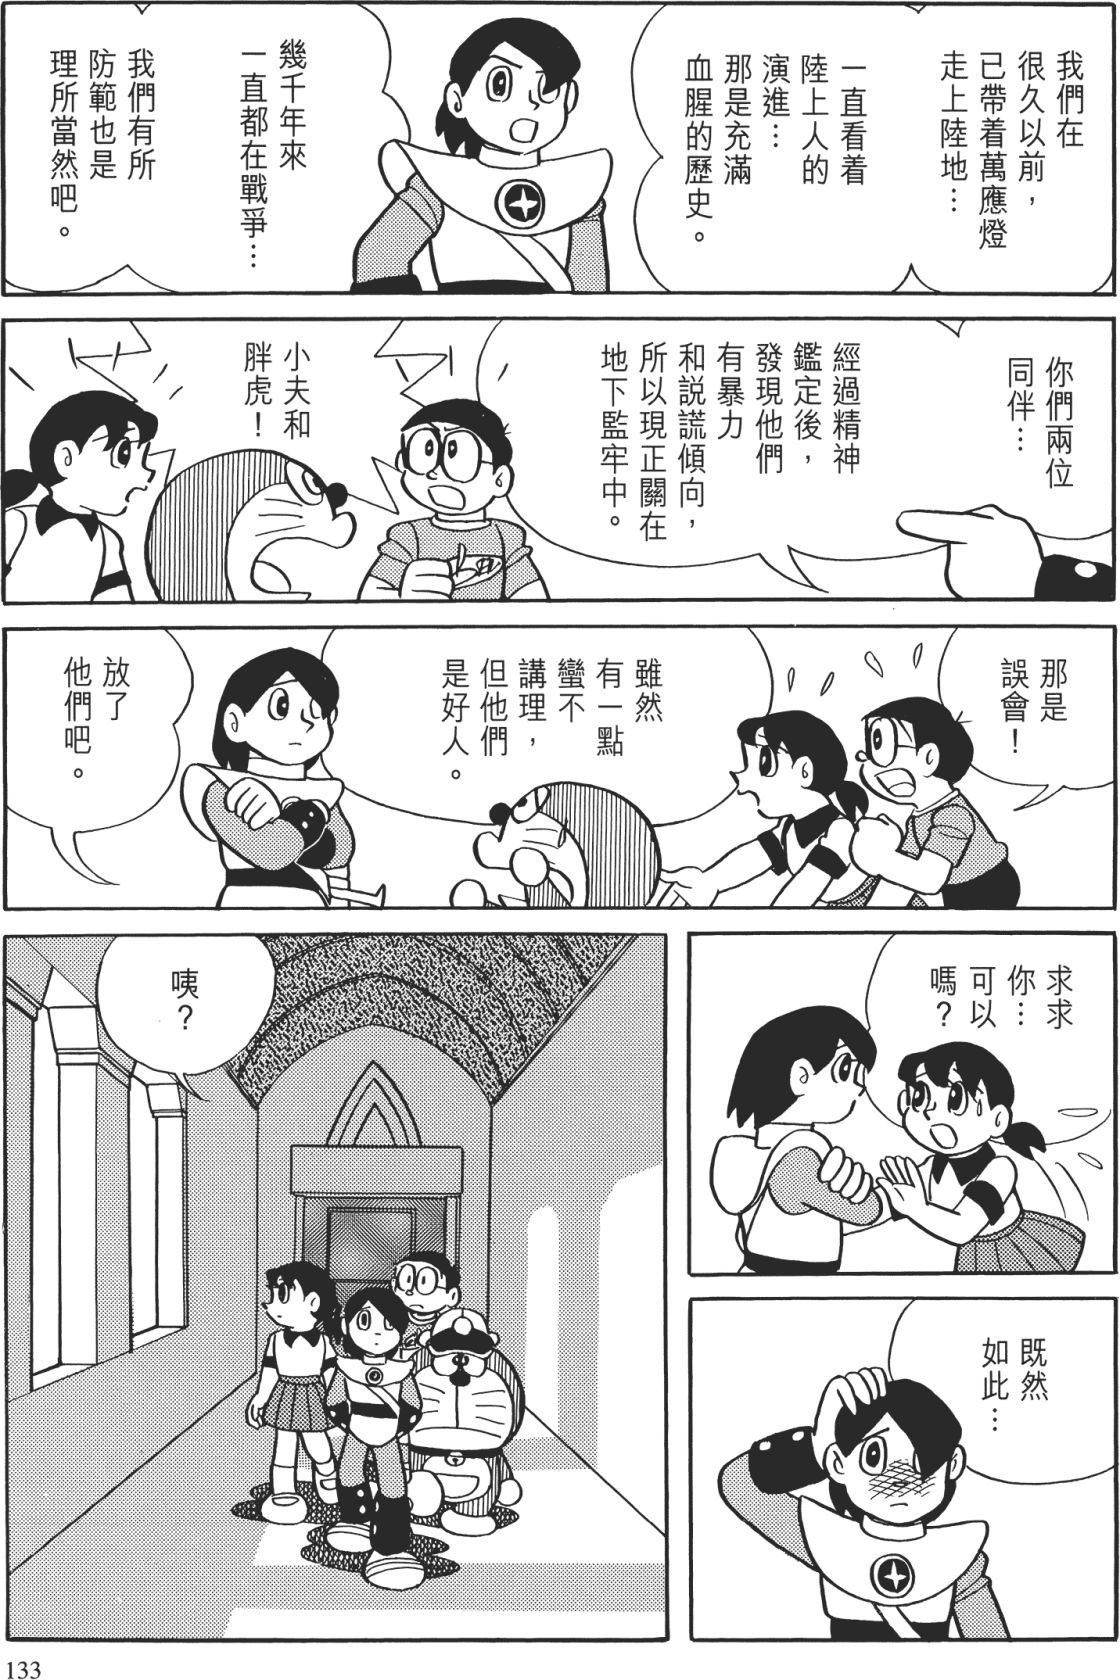 我們在
很久以前，
已帶着萬應燈
走上陸地…
一直看着
陸上人的
演進…
那是充滿
血腥的歷史。
幾千年來
一直都在戰爭…
我們有所
防範也是
理所當然吧。
你們兩位
同伴…
經過精神
鑑定後，
發現他們
有暴力
和說謊傾向，
所以現正關在
地下監牢中。
小夫和
胖虎！
那是
誤會！
雖然
有一點
蠻不
講理，
但他們
是好人。
放了
他們吧。
求求
你…
可以
嗎？
既然
如此…
咦？
133